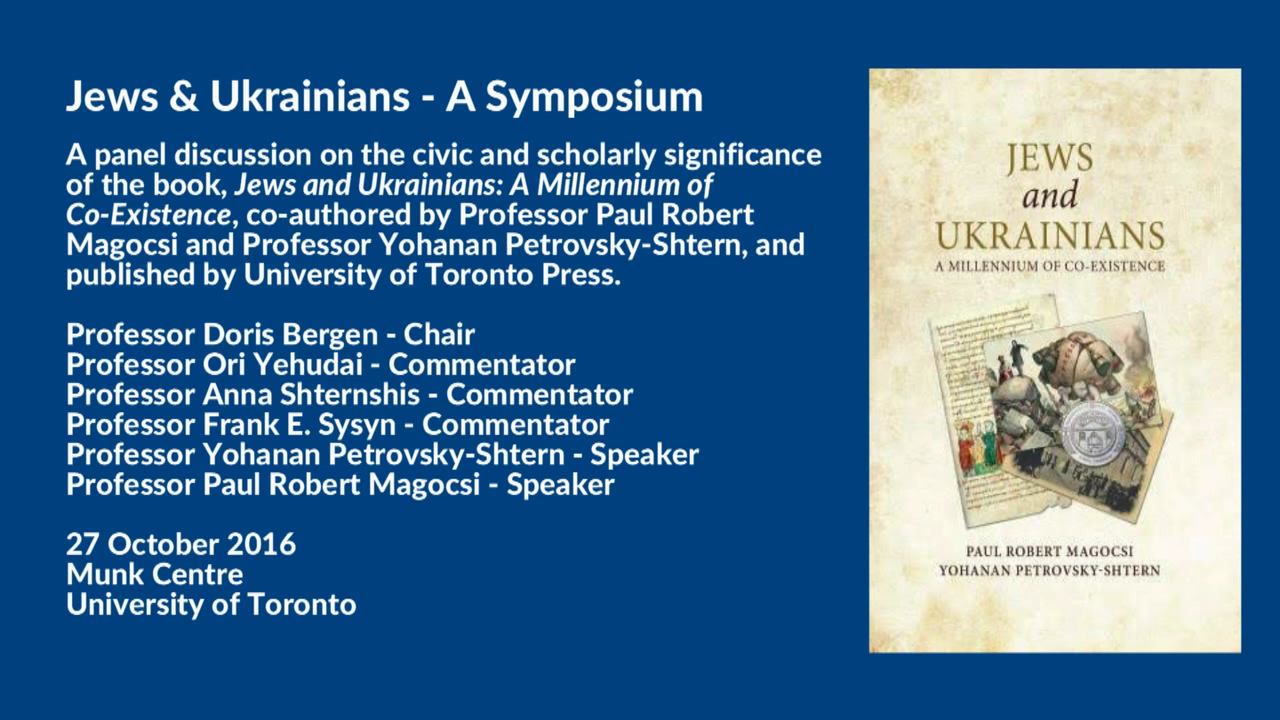 Jews & Ukrainians - A Symposium
A panel discussion on the civic and scholarly significance
of the book, Jews and Ukrainians: A Millennium of
Co-Existence, co-authored by Professor Paul Robert
Magocsi and Professor Yohanan Petrovsky-Shtern, and
published by University of Toronto Press.
Professor Doris Bergen - Chair
Professor Ori Yehudai - Commentator
Professor Anna Shternshis - Commentator
Professor Frank E. Sysyn - Commentator
Professor Yohanan Petrovsky-Shtern - Speaker
Professor Paul Robert Magocsi - Speaker
27 October 2016
Munk Centre
University of Toronto
JEWS
and
UKRAINIANS
A MILLENNIUM OF CO-EXISTENCE
PAUL ROBERT MAGOCSI
YOHANAN PETROVSKY-SHTERN